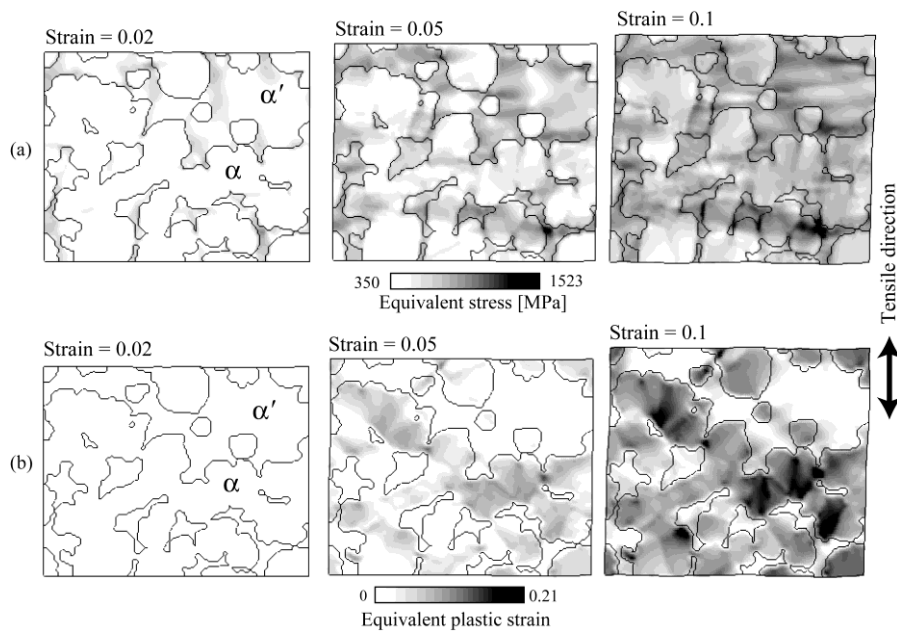 Strain = 0.02
Strain = 0.05
Strain = 0.1
(a)
α'
α
350
1523
Equivalent stress [MPa]
Tensile direction
Strain = 0.02
Strain = 0.05
Strain = 0.1
(b)
α'
α
0
0.21
Equivalent plastic strain